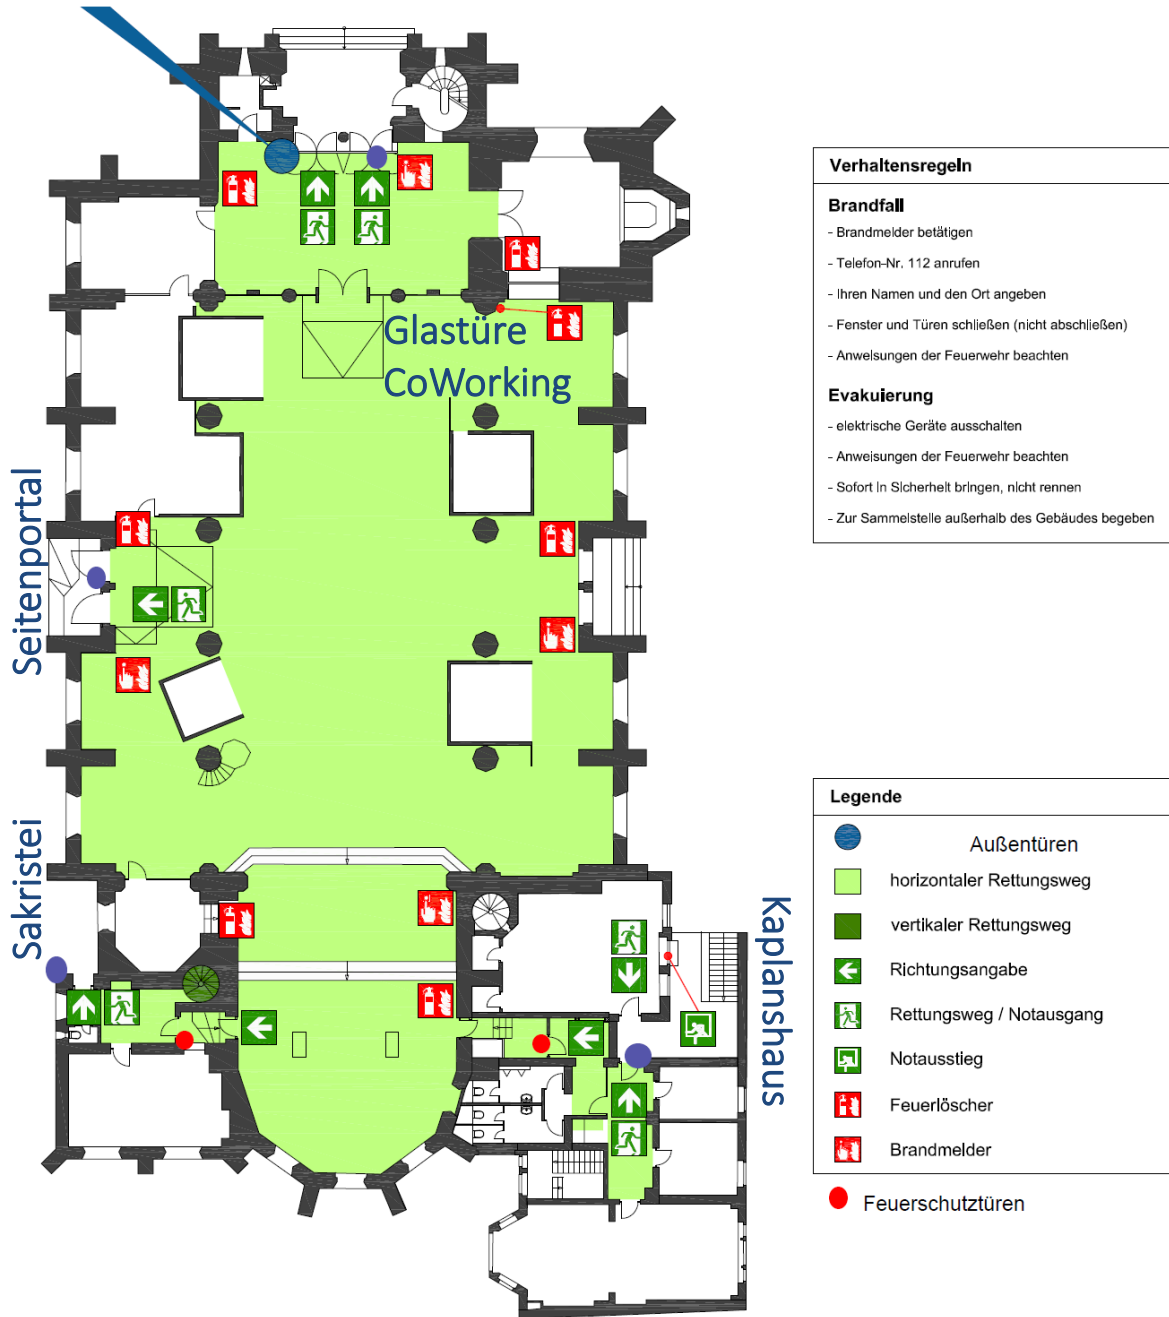 Glastüre
CoWorking
Seitenportal
Sakristei
Kaplanshaus
Verhaltensregeln
Brandfall
- Brandmelder betätigen
- Telefon-Nr. 112 anrufen
- Ihren Namen und den Ort angeben
- Fenster und Türen schließen (nicht abschließen)
- Anweisungen der Feuerwehr beachten
Evakuierung
- elektrische Geräte ausschalten
- Anweisungen der Feuerwehr beachten
- Sofort in Sicherheit bringen, nicht rennen
- Zur Sammelstelle außerhalb des Gebäudes begeben
Legende
Außentüren
horizontaler Rettungsweg
vertikaler Rettungsweg
Richtungsangabe
Rettungsweg / Notausgang
Notausstieg
Feuerlöscher
Brandmelder
Feuerschutztüren